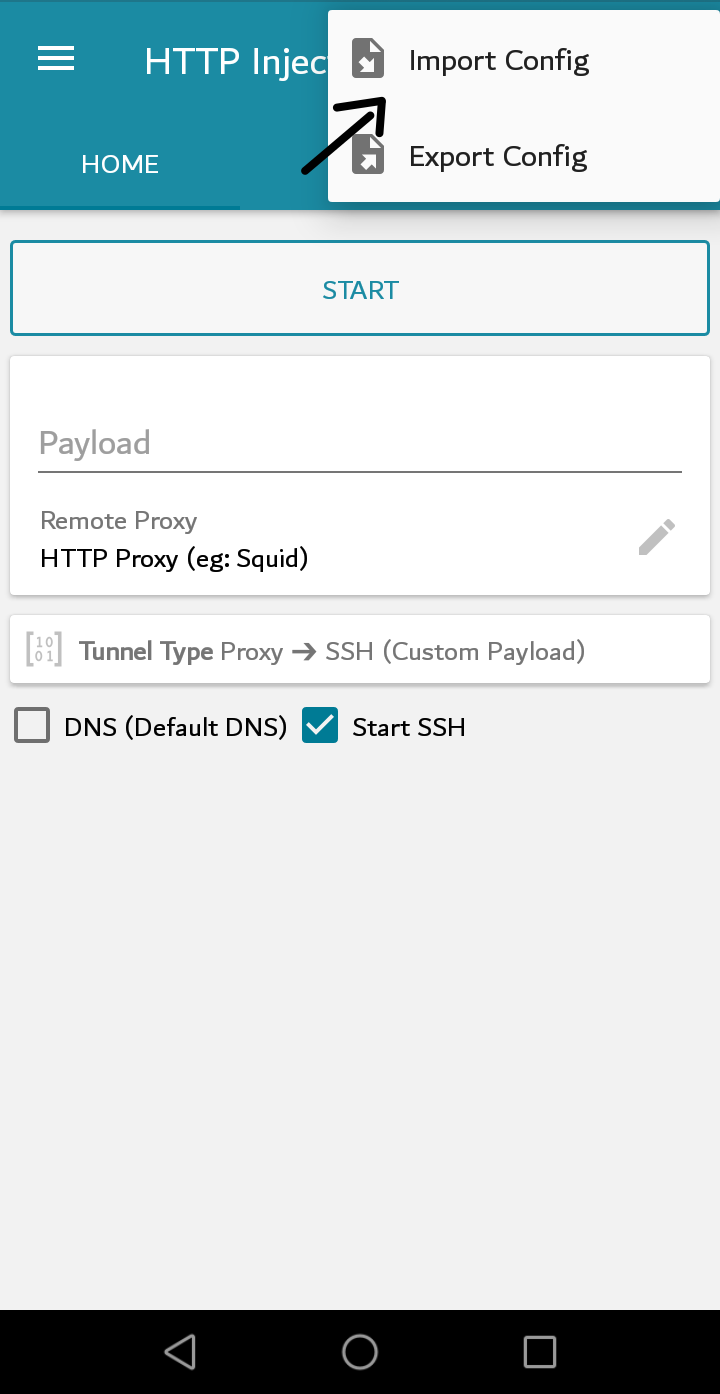 HTTP Injec
Import Config
Export Config
HOME
START
Payload
Remote Proxy
HTTP Proxy (eg: Squid)
10
01
Tunnel Type Proxy ➔ SSH (Custom Payload)
DNS (Default DNS) Start SSH